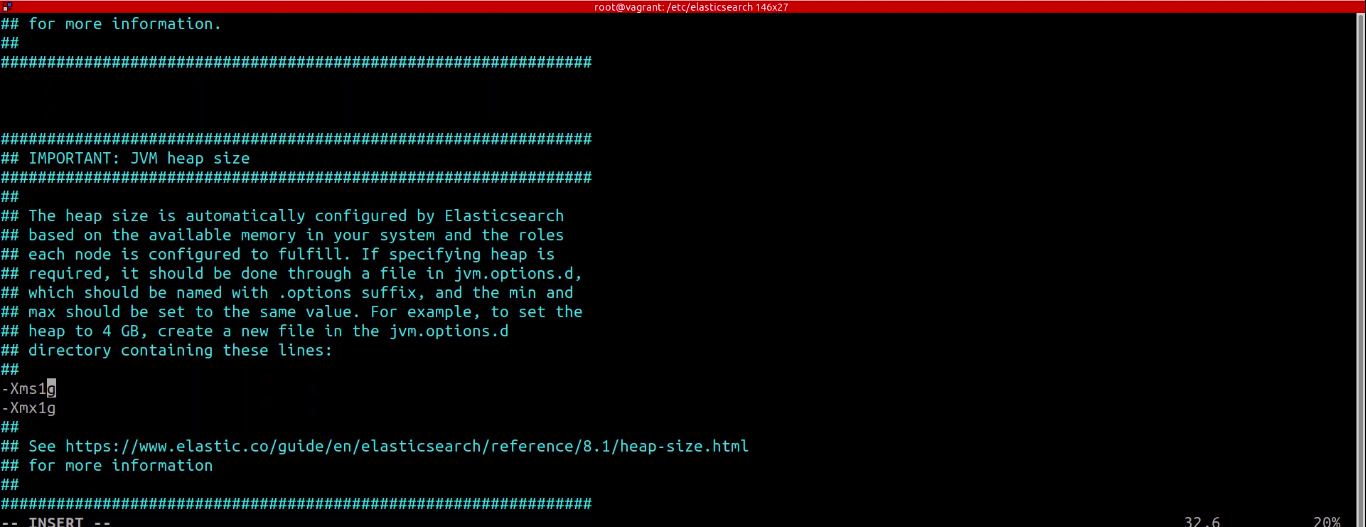 root@vagrant: /etc/elasticsearch 146x27
## for more information.
##
################################################################
################################################################
## IMPORTANT: JVM heap size
################################################################
##
## The heap size is automatically configured by Elasticsearch
## based on the available memory in your system and the roles
## each node is configured to fulfill. If specifying heap is
## required, it should be done through a file in jvm.options.d,
## which should be named with .options suffix, and the min and
## max should be set to the same value. For example, to set the
## heap to 4 GB, create a new file in the jvm.options.d
## directory containing these lines:
##
-Xms1g
-Xmx1g
##
## See https://www.elastic.co/guide/en/elasticsearch/reference/8.1/heap-size.html
## for more information
##
################################################################
-- INSERT -- 32,6 20%